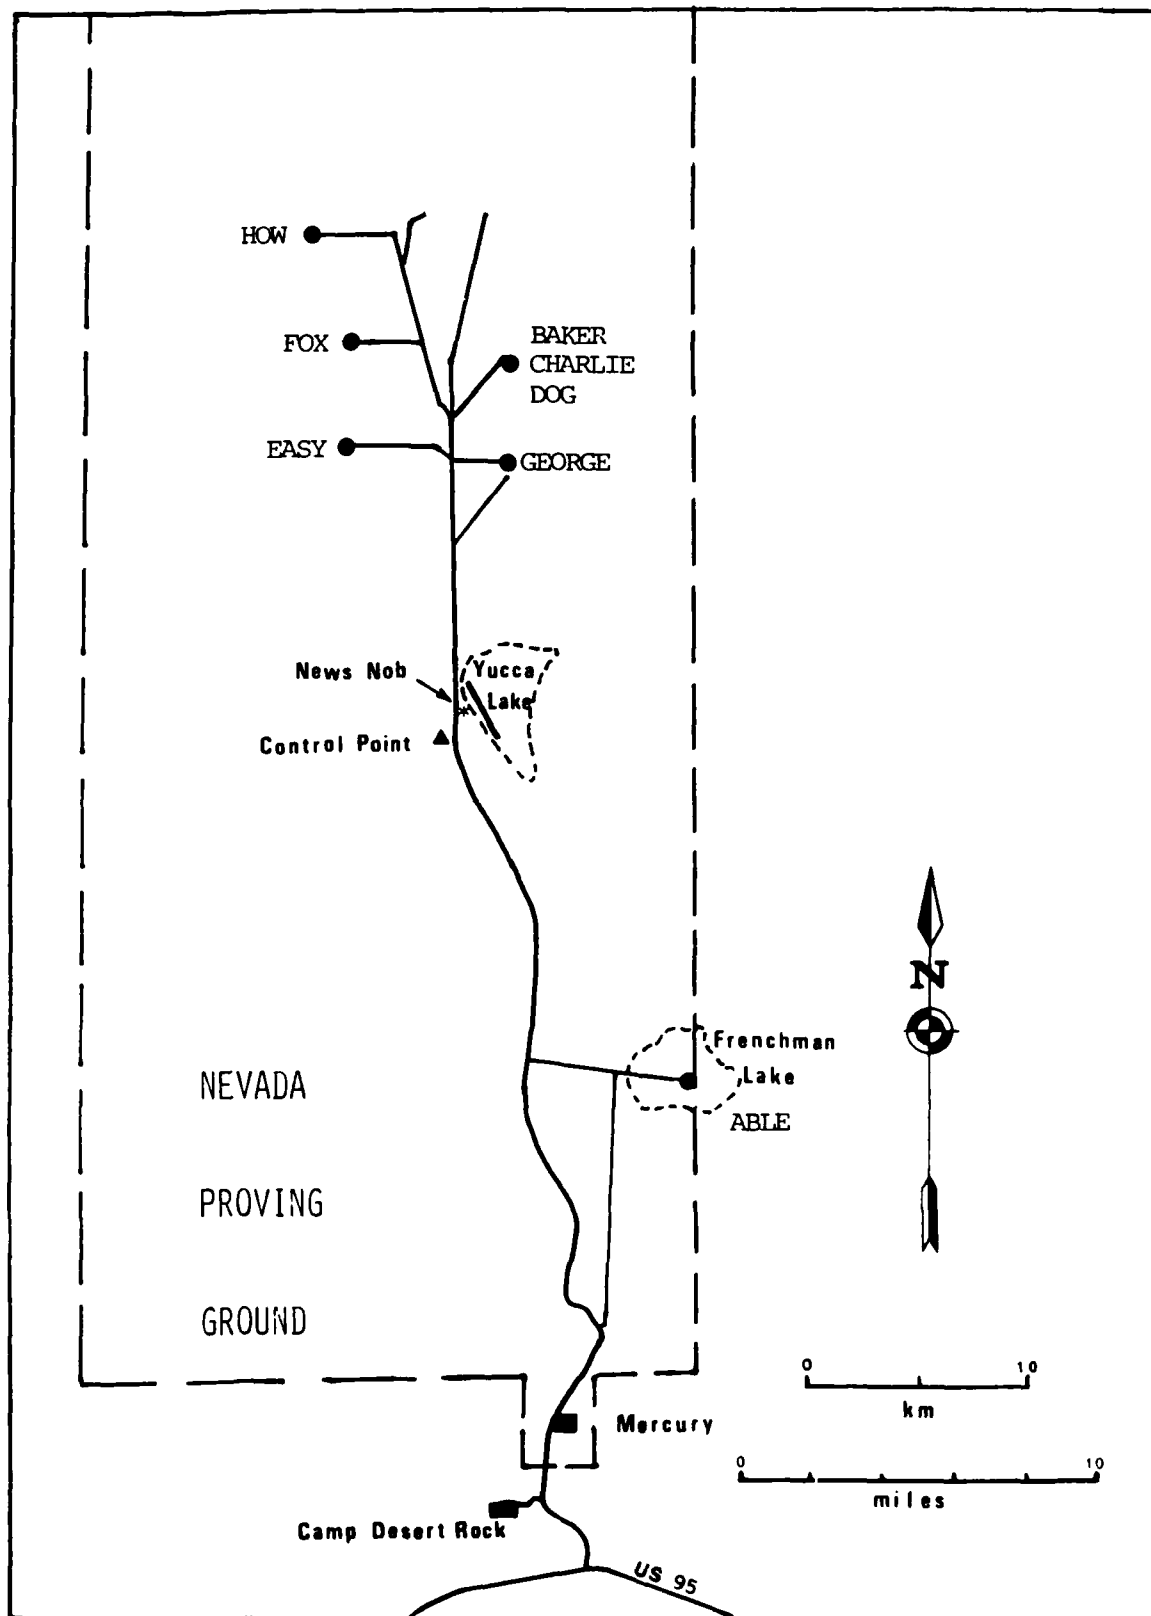 HOW
FOX
BAKER
CHARLIE
DOG
EASY
GEORGE
News Nob
Yucca
Lake
Control Point
N
Frenchman
Lake
ABLE
NEVADA
PROVING
GROUND
0 10
km
Mercury
0 10
miles
Camp Desert Rock
US 95